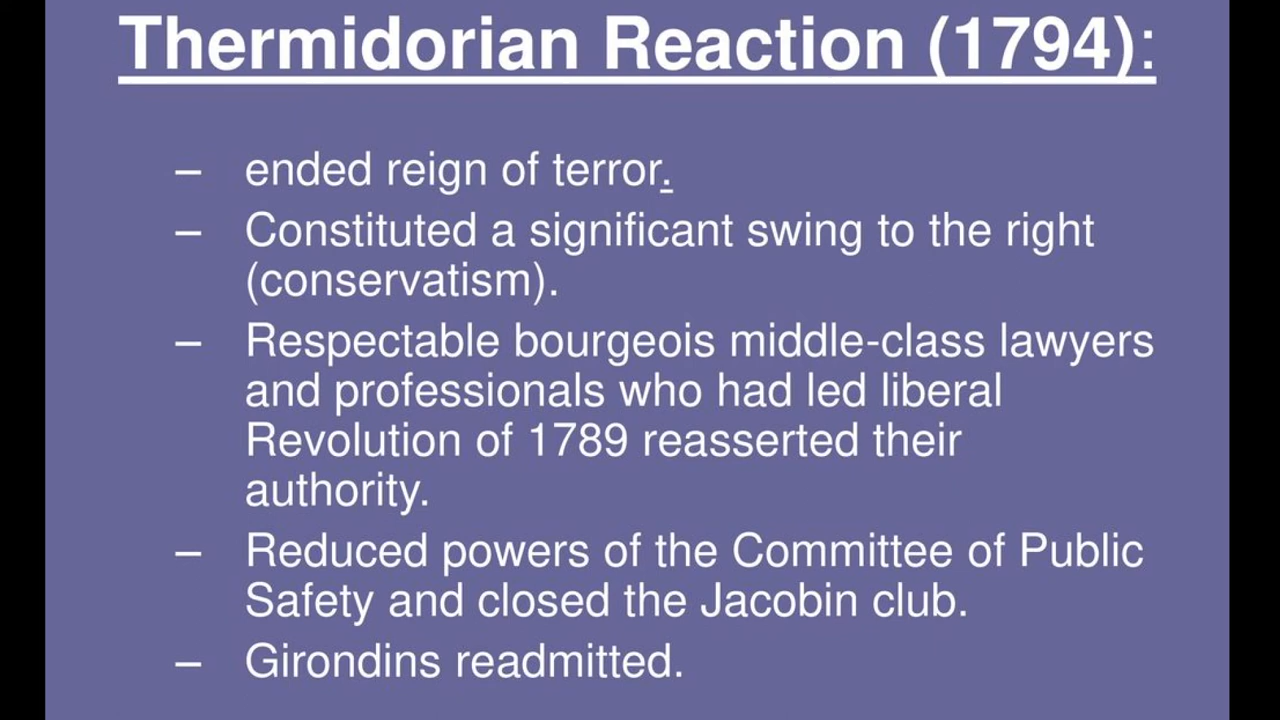 Thermidorian Reaction (1794):
– ended reign of terror.
– Constituted a significant swing to the right
(conservatism).
– Respectable bourgeois middle-class lawyers
and professionals who had led liberal
Revolution of 1789 reasserted their
authority.
– Reduced powers of the Committee of Public
Safety and closed the Jacobin club.
– Girondins readmitted.